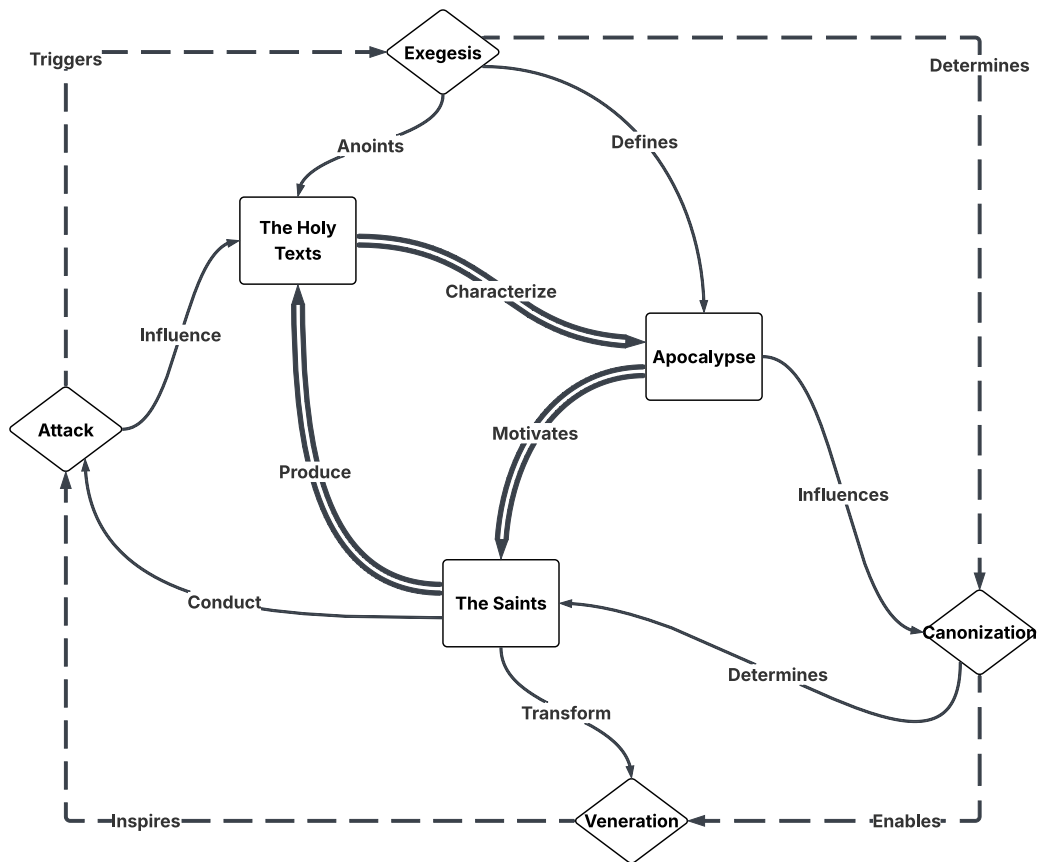 Exegesis
Triggers
Determines
Anoints
Defines
The Holy
Texts
Characterize
Influence
Apocalypse
Attack
Motivates
Produce
Influences
Conduct
The Saints
Canonization
Determines
Transform
Inspires
Veneration
Enables